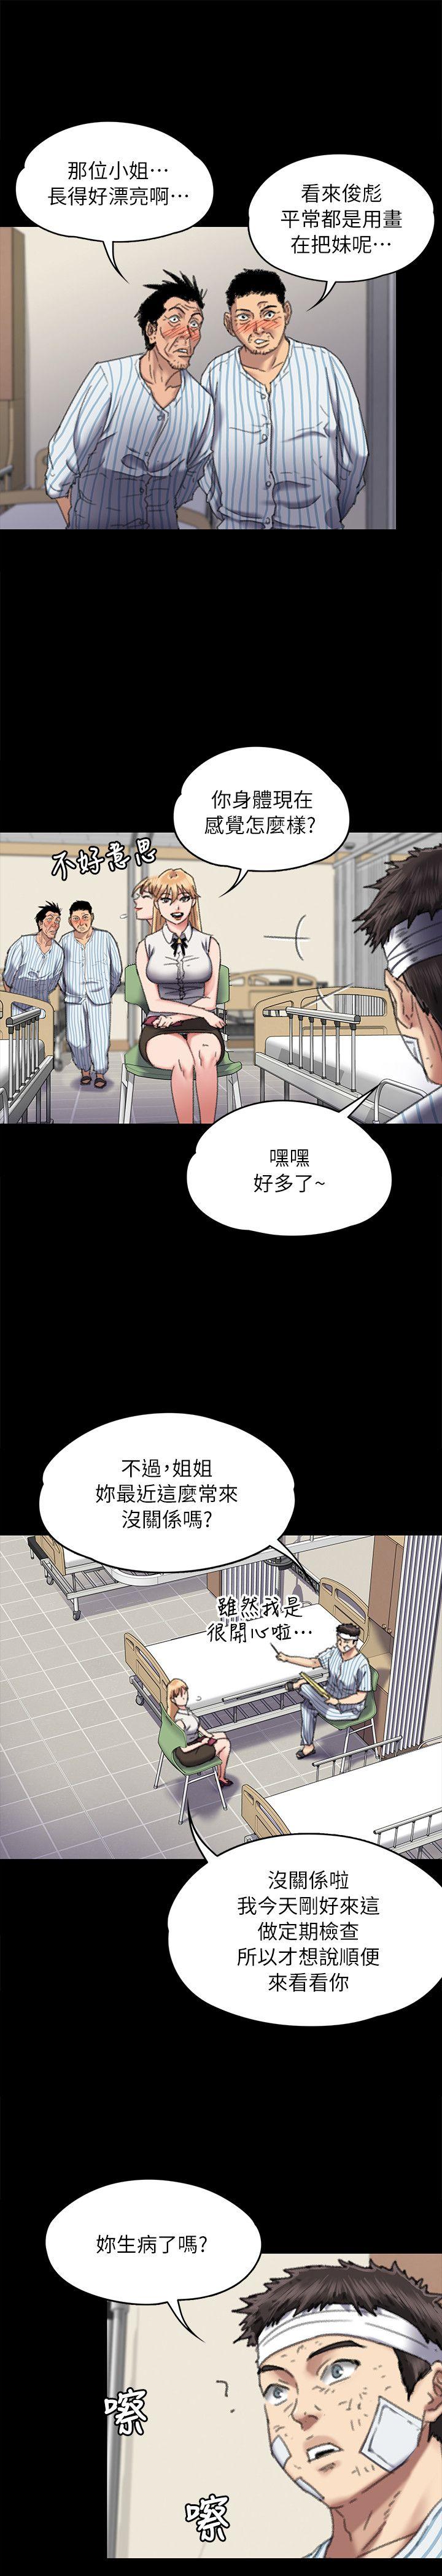 那位小姐⋯
長得好漂亮啊⋯
看來俊彪
平常都是用畫
在把妹呢⋯
你身體現在
感覺怎麼樣?
不好意思
嘿嘿
好多了~
不過,姐姐
妳最近這麼常來
沒關係嗎?
雖然我是
很開心啦⋯
沒關係啦
我今天剛好來這
做定期檢查
所以才想說順便
來看看你
妳生病了嗎?
?
嚓
嚓